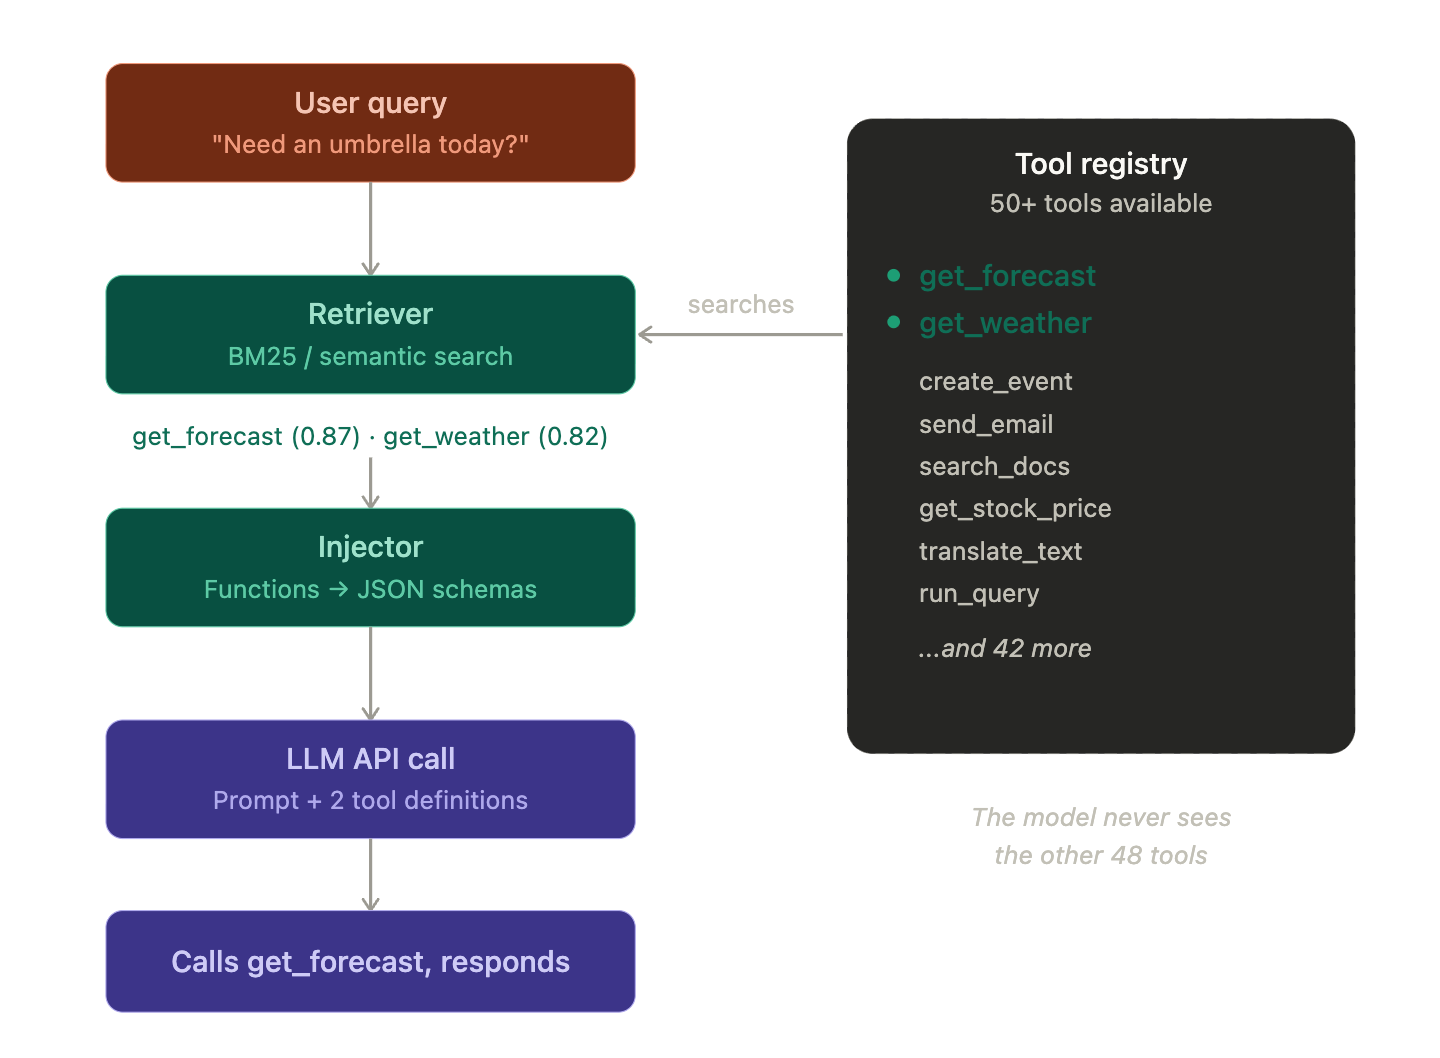 User query
"Need an umbrella today?"
Retriever
BM25 / semantic search
searches
get_forecast (0.87) · get_weather (0.82)
Injector
Functions → JSON schemas
LLM API call
Prompt + 2 tool definitions
Calls get_forecast, responds
Tool registry
50+ tools available
get_forecast
get_weather
create_event
send_email
search_docs
get_stock_price
translate_text
run_query
...and 42 more
The model never sees
the other 48 tools